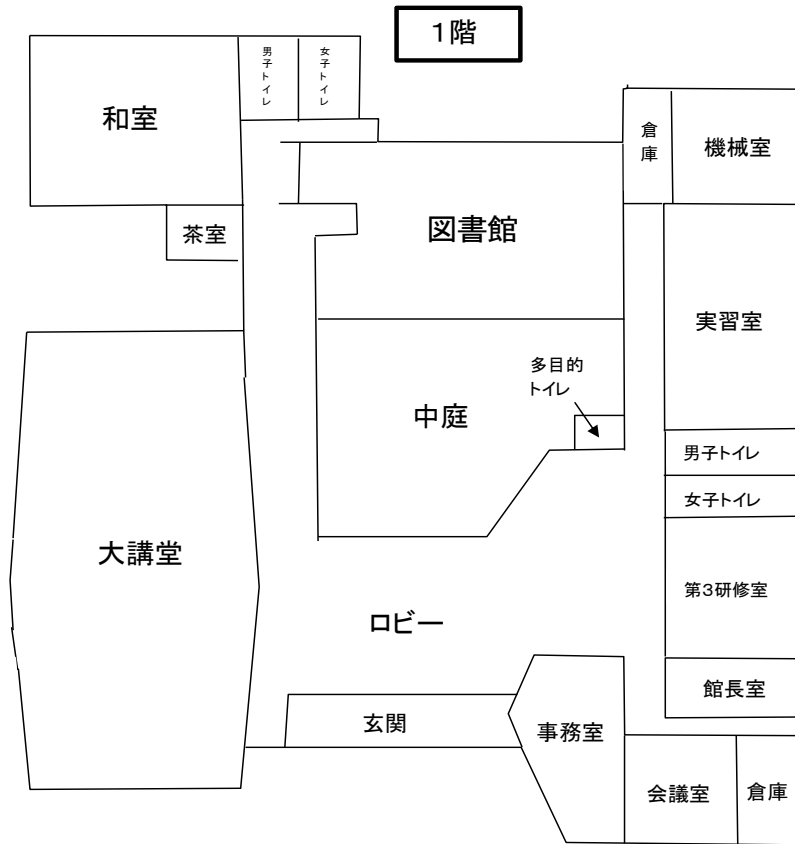 1階
男子トイレ
女子トイレ
和室
倉庫
機械室
茶室
図書館
実習室
多目的
トイレ
中庭
男子トイレ
女子トイレ
大講堂
第3研修室
ロビー
館長室
玄関
事務室
会議室
倉庫